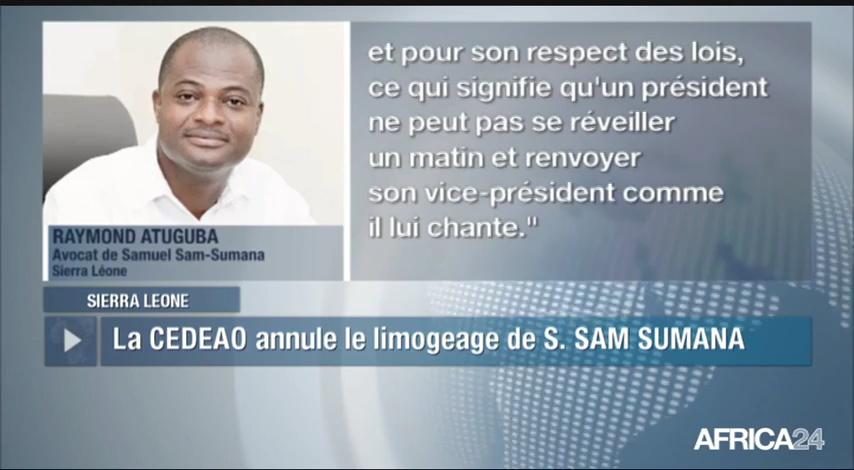 et pour son respect des lois,
ce qui signifie qu'un président
ne peut pas se réveiller
un matin et renvoyer
son vice-président comme
il lui chante."
RAYMOND ATUGUBA
Avocat de Samuel Sam-Sumana
Sierra Léone
SIERRA LEONE
La CEDEAO annule le limogeage de S. SAM SUMANA
AFRICA24